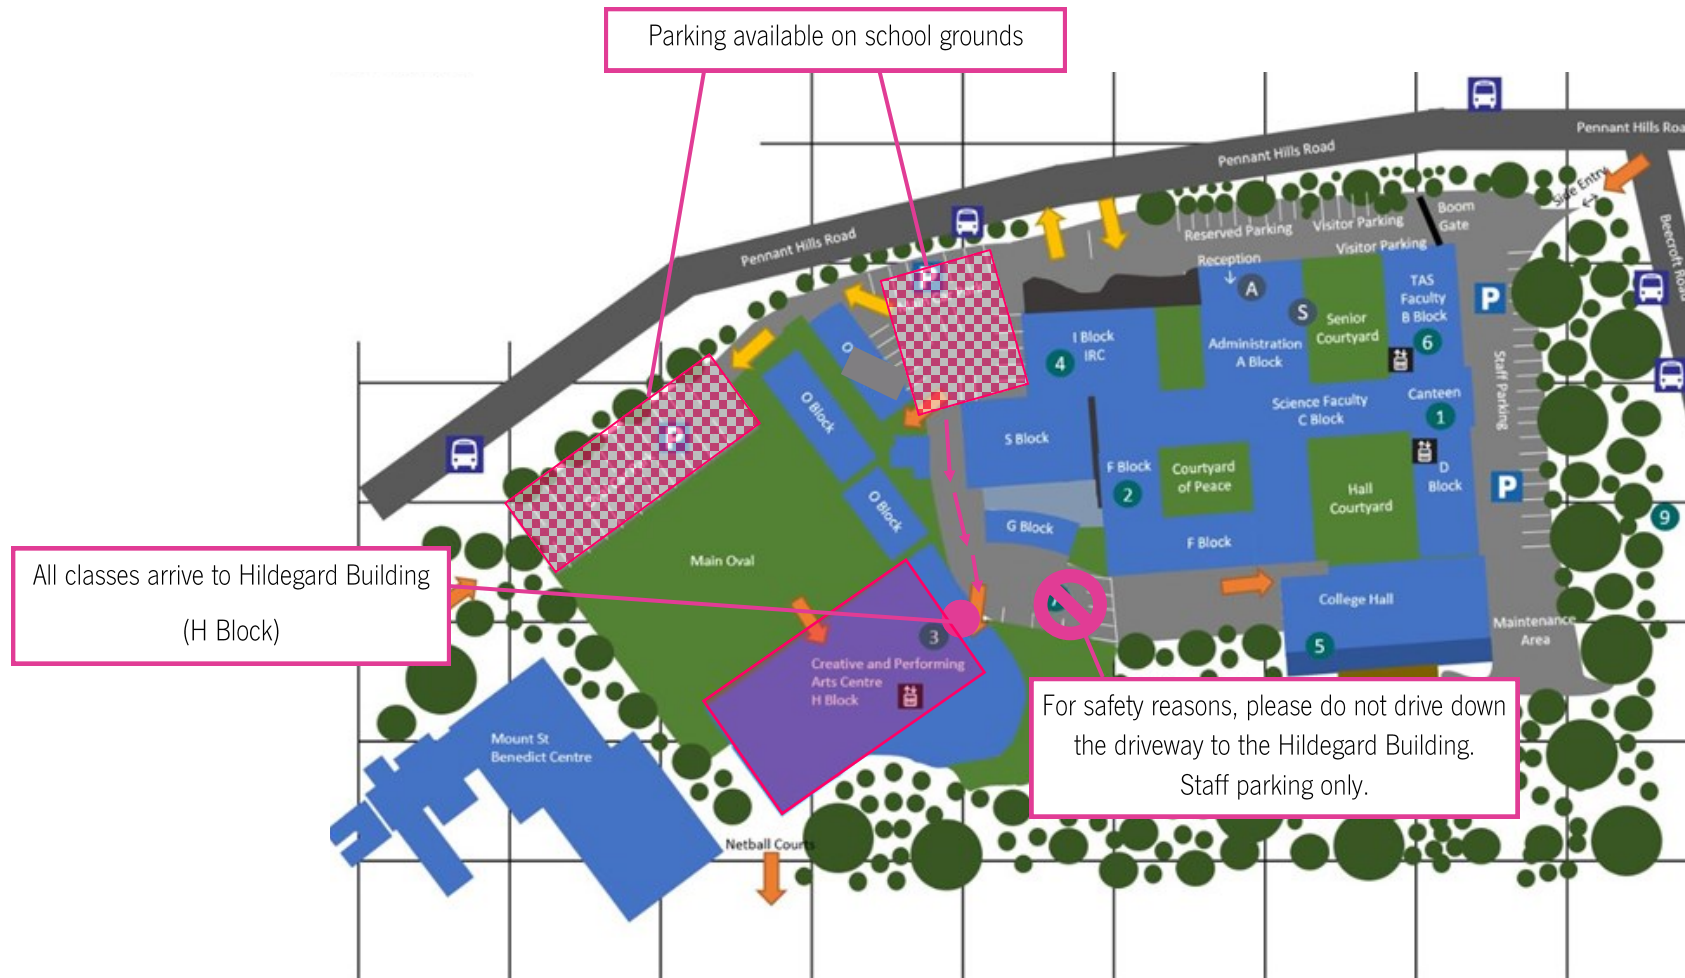 Parking available on school grounds
Pennant Hills Roa
Pennant Hills Road
Side Entry
Boom
Gate
Visitor Parking
Reserved Parking
Visitor Parking
Beecroft Road
Pennant Hills Road
Reception
A
S
TAS
Faculty
B Block
6
P
Senior
Courtyard
I Block
IRC
4
Administration
A Block
O
O Block
Staff Parking
Canteen
1
Science Faculty
C Block
P
S Block
F Block
2
Courtyard
of Peace
D
Block
P
Hall
Courtyard
O Block
G Block
F Block
9
Main Oval
All classes arrive to Hildegard Building
(H Block)
College Hall
5
Maintenance
Area
3
Creative and Performing
Arts Centre
H Block
For safety reasons, please do not drive down
the driveway to the Hildegard Building.
Staff parking only.
Mount St
Benedict Centre
Netball Courts